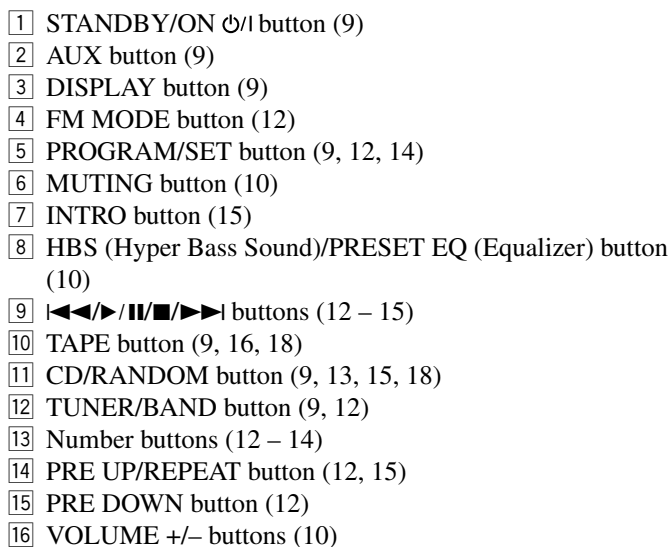 1 STANDBY/ON ⏻/I button (9)
2 AUX button (9)
3 DISPLAY button (9)
4 FM MODE button (12)
5 PROGRAM/SET button (9, 12, 14)
6 MUTING button (10)
7 INTRO button (15)
8 HBS (Hyper Bass Sound)/PRESET EQ (Equalizer) button
(10)
9 |◀◀/▶/▮▮/■/▶▶| buttons (12 – 15)
10 TAPE button (9, 16, 18)
11 CD/RANDOM button (9, 13, 15, 18)
12 TUNER/BAND button (9, 12)
13 Number buttons (12 – 14)
14 PRE UP/REPEAT button (12, 15)
15 PRE DOWN button (12)
16 VOLUME +/– buttons (10)